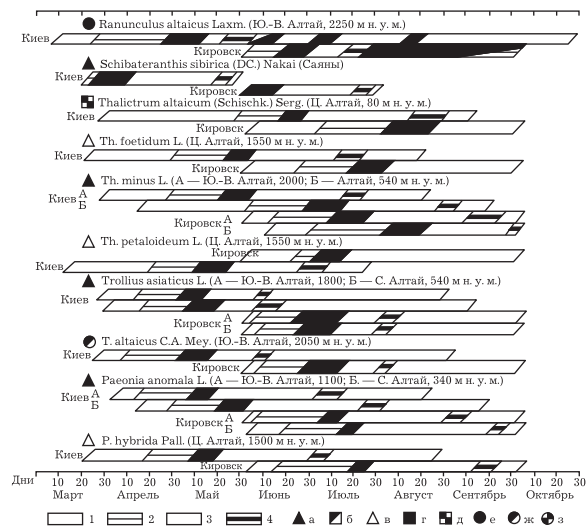 Ranunculus altaicus Laxm. (Ю.-В. Алтай, 2250 м н. у. м.)
Киев
Кировск
Schibateranthis sibirica (DC.) Nakai (Саяны)
Киев
Кировск
Thalictrum altaicum (Schischk.) Serg. (Ц. Алтай, 80 м н. у. м.)
Киев
Кировск
Th. foetidum L. (Ц. Алтай, 1550 м н. у. м.)
Киев
Кировск
Th. minus L. (А — Ю.-В. Алтай, 2000; Б — Алтай, 540 м н. у. м.)
Киев А
Б
Кировск А
Б
Th. petaloideum L. (Ц. Алтай, 1550 м н. у. м.)
Кировск
Киев
Trollius asiaticus L. (А — Ю.-В. Алтай, 1800; Б — С. Алтай, 540 м н. у. м.)
Киев
Кировск А
Б
T. altaicus C.A. Mey. (Ю.-В. Алтай, 2050 м н. у. м.)
Киев
Кировск
Paeonia anomala L. (А — Ю.-В. Алтай, 1100; Б. — С. Алтай, 340 м н. у. м.)
Киев А
Б
Кировск А
Б
P. hybrida Pall. (Ц. Алтай, 1500 м н. у. м.)
Киев
Кировск
Дни 10 20 30 10 20 30 10 20 30 10 20 30 10 20 30 10 20 30 10 20 30 10 20 30
Март Апрель Май Июнь Июль Август Сентябрь Октябрь
1 2 3 4 а б в г д е ж з